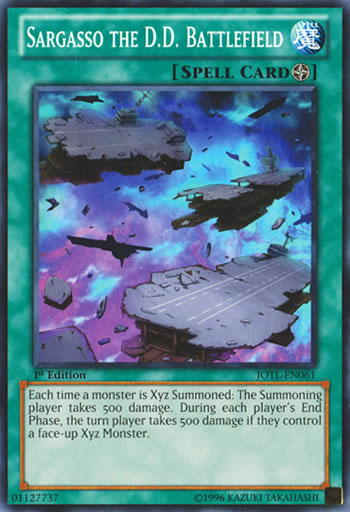 SARGASSO THE D.D. BATTLEFIELD 魔
[SPELL CARD]
1st Edition
JOTL-EN061
Each time a monster is Xyz Summoned: The Summoning
player takes 500 damage. During each player's End
Phase, the turn player takes 500 damage if they control
a face-up Xyz Monster.
01127737
©1996 KAZUKI TAKAHASHI